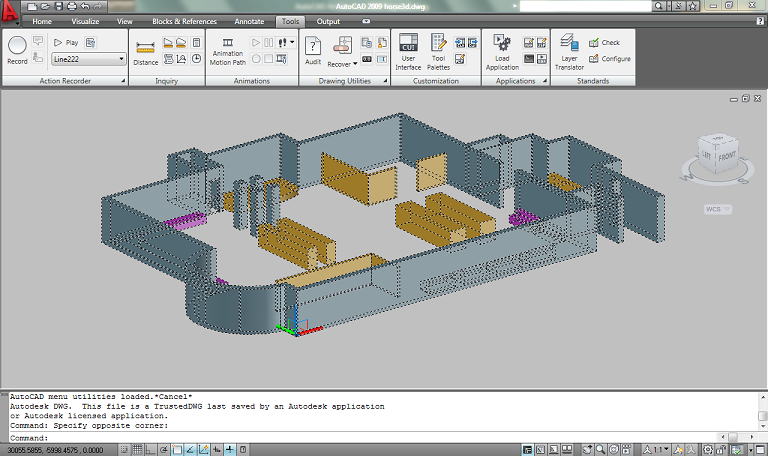 AutoCAD 2009 horse3d.dwg
Home Visualize View Blocks & References Annotate Tools Output
Record
Play
Line222
Action Recorder
Distance
Inquiry
Animation
Motion Path
Animations
Audit
Recover
Drawing Utilities
CUI
User
Interface
Tool
Palettes
Customization
Load
Application
Applications
Layer
Translator
Check
Configure
Standards
TOP
LEFT
FRONT
WCS
AutoCAD menu utilities loaded.*Cancel*
Autodesk DWG.  This file is a TrustedDWG last saved by an Autodesk application
or Autodesk licensed application.
Command: Specify opposite corner:
Command:
30055.5855, -5998.4575 , 0.0000
1:1